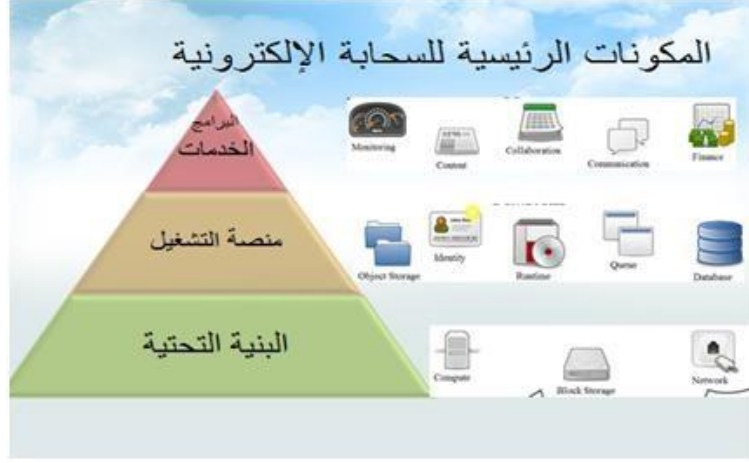 المكونات الرئيسية للسحابة الإلكترونية
البرامج
الخدمات
Monitoring
Content
Collaboration
Communication
Finance
منصة التشغيل
Object Storage
Identity
Runtime
Queue
Database
البنية التحتية
Compute
Block Storage
Network